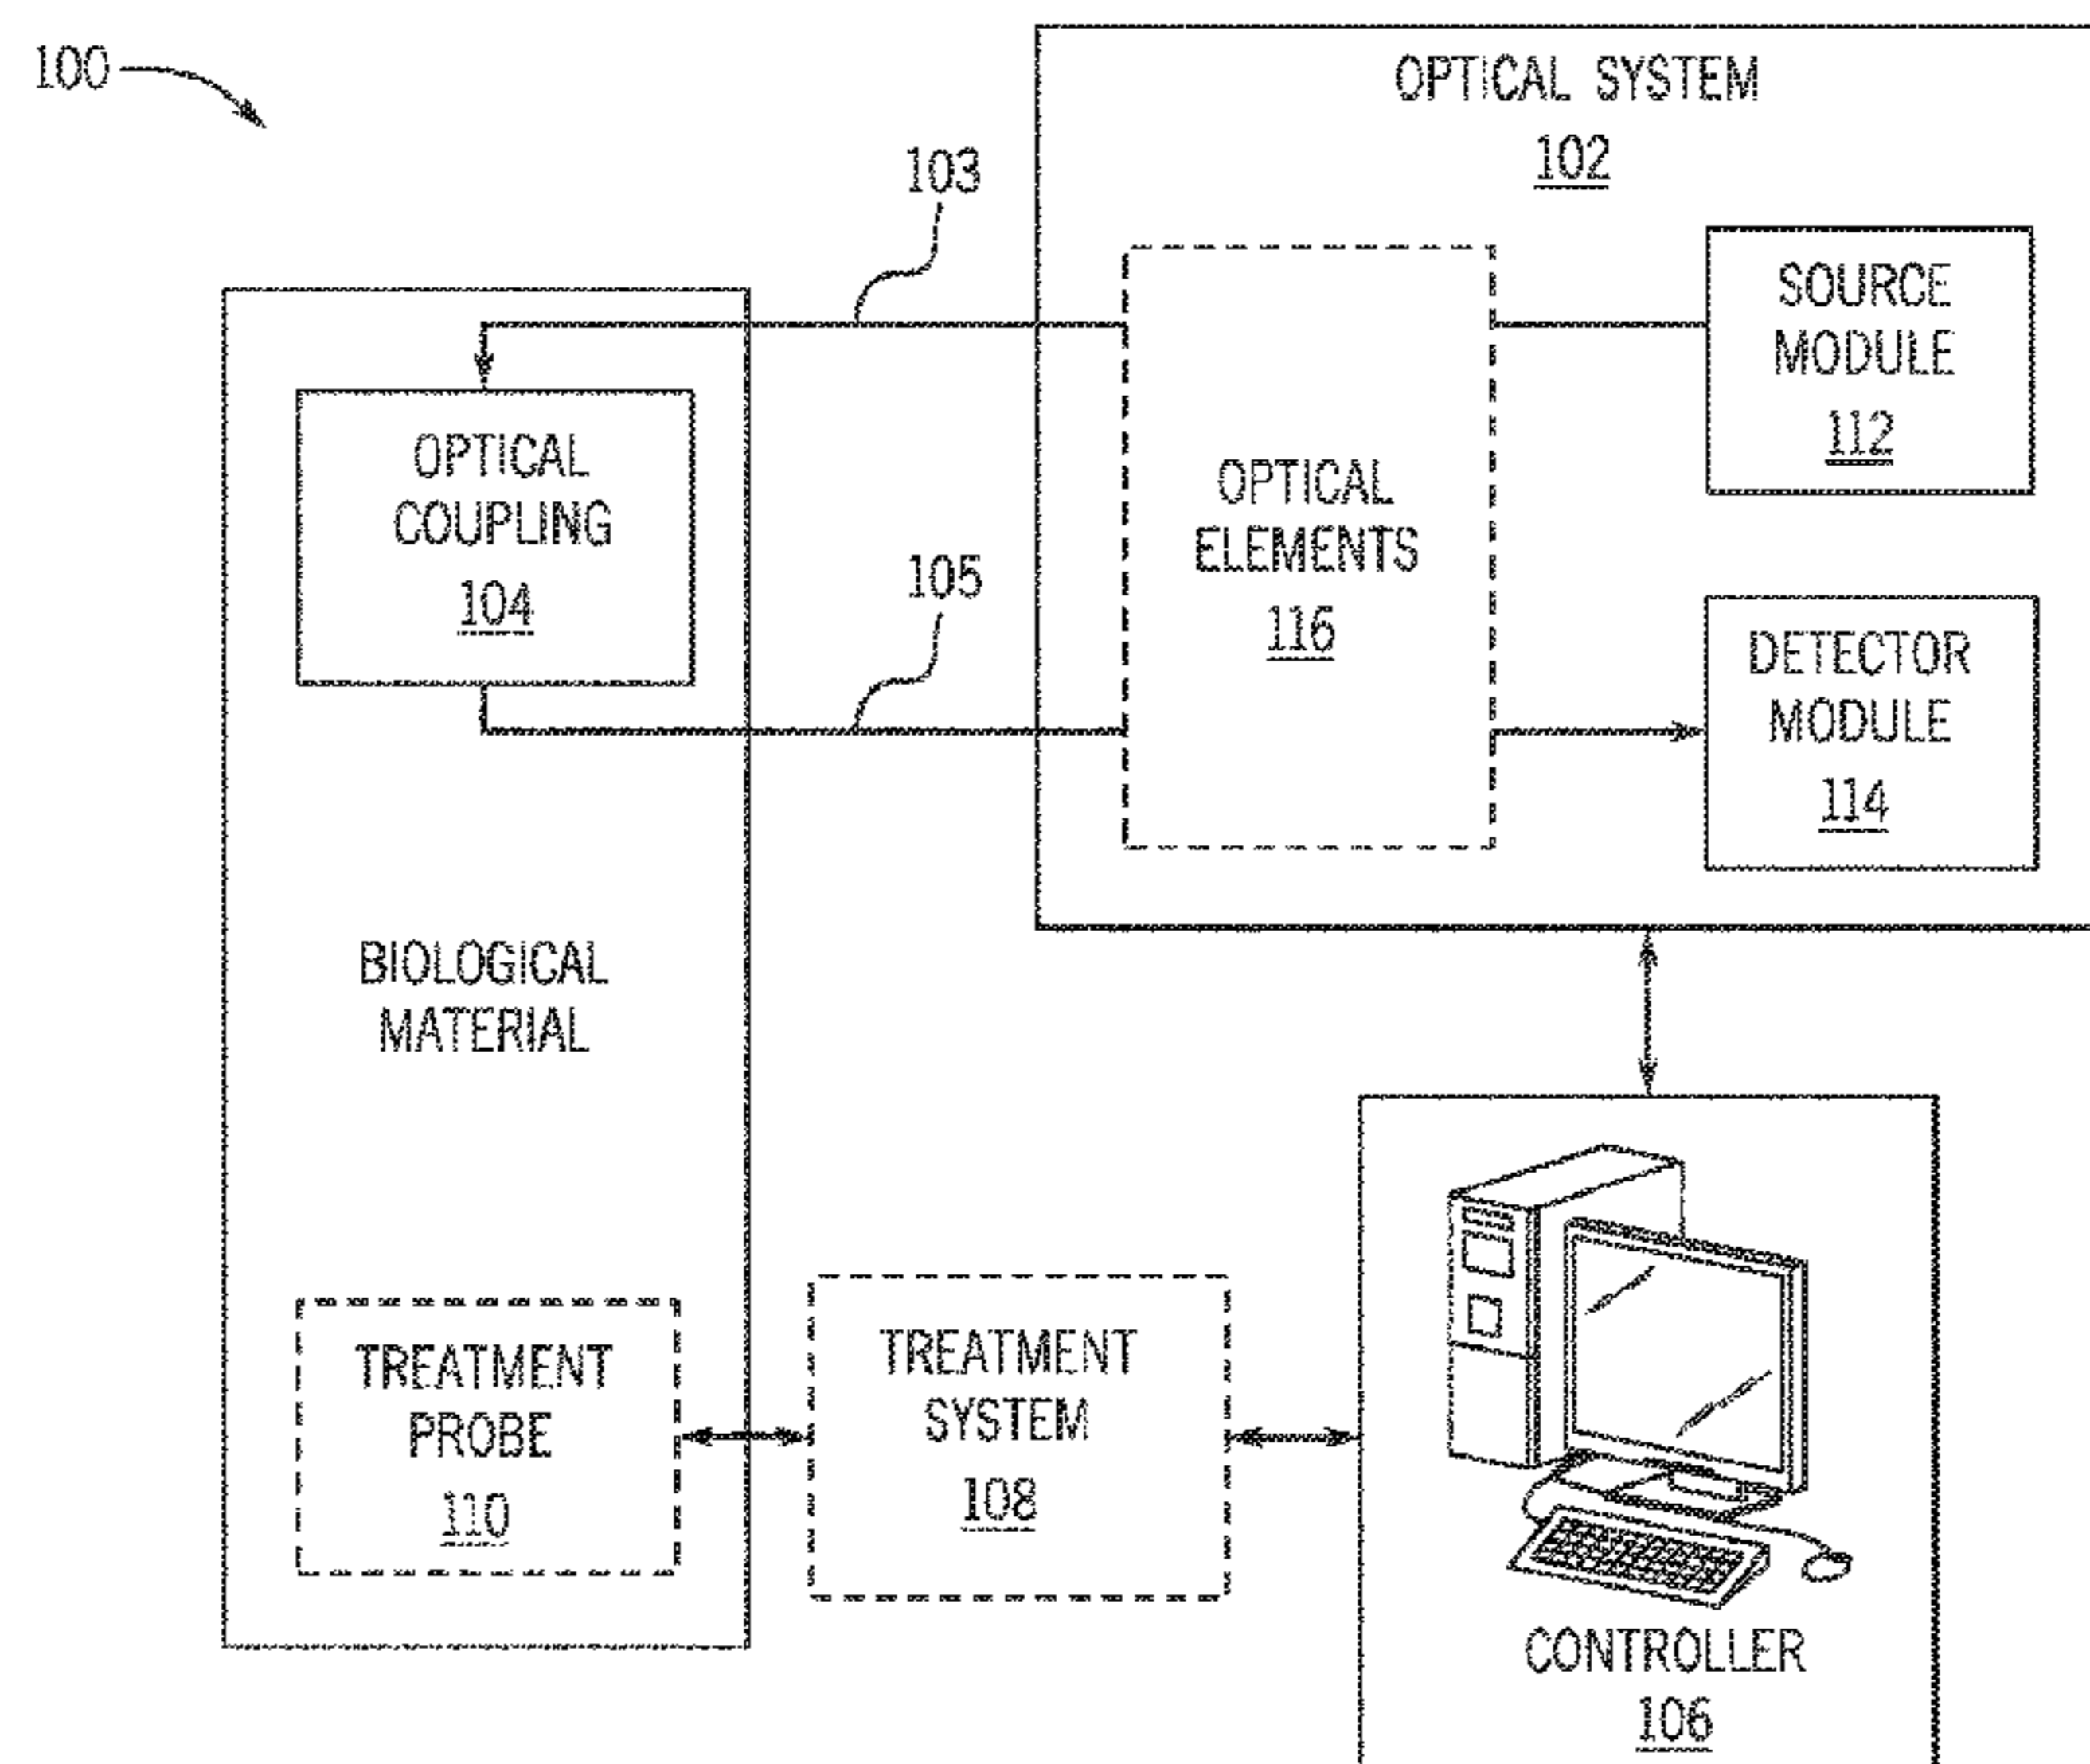 100
OPTICAL SYSTEM
102
103
SOURCE
MODULE
112
OPTICAL
COUPLING
104
OPTICAL
ELEMENTS
116
105
DETECTOR
MODULE
114
BIOLOGICAL
MATERIAL
TREATMENT
PROBE
110
TREATMENT
SYSTEM
108
CONTROLLER
106